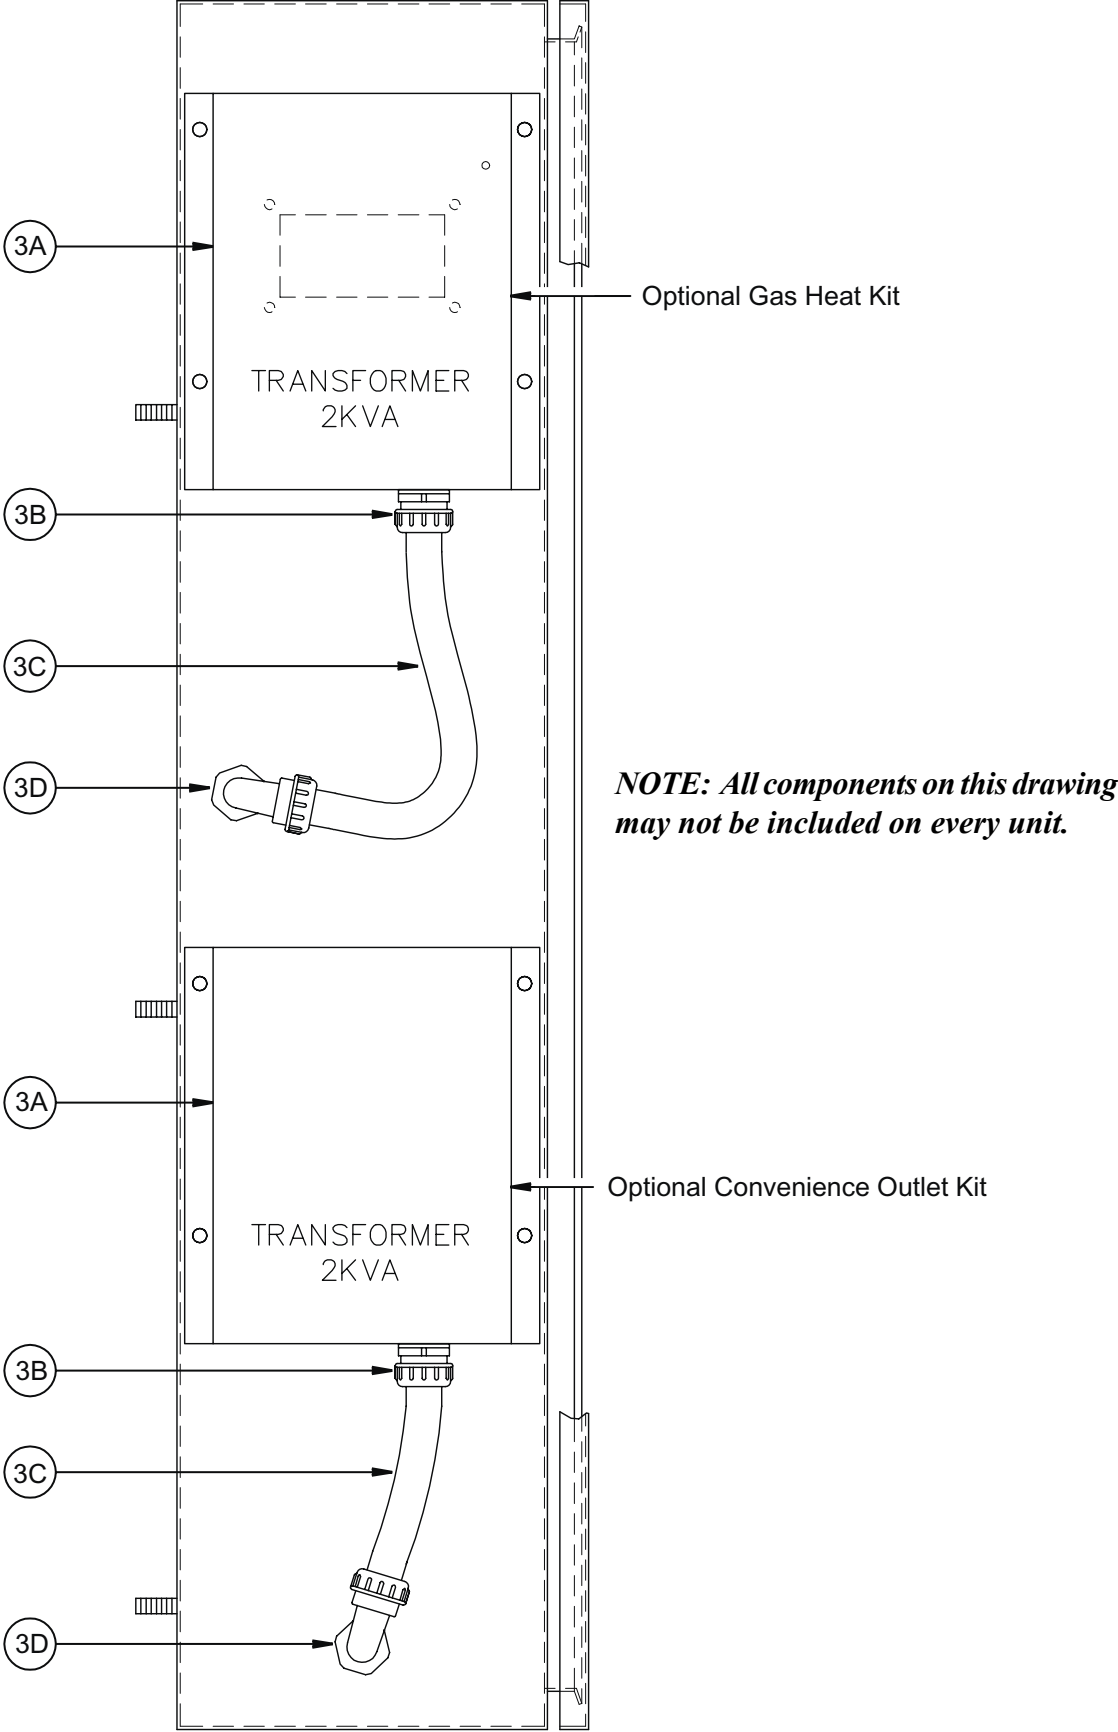 3A
Optional Gas Heat Kit
TRANSFORMER
2KVA
3B
3C
3D
NOTE: All components on this drawing
may not be included on every unit.
3A
Optional Convenience Outlet Kit
TRANSFORMER
2KVA
3B
3C
3D